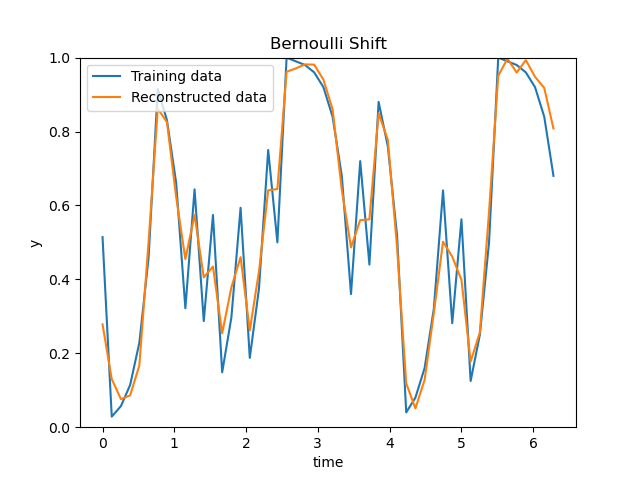 Bernoulli Shift
Training data
Reconstructed data
1.0
0.8
0.6
0.4
0.2
0.0
y
0 1 2 3 4 5 6
time